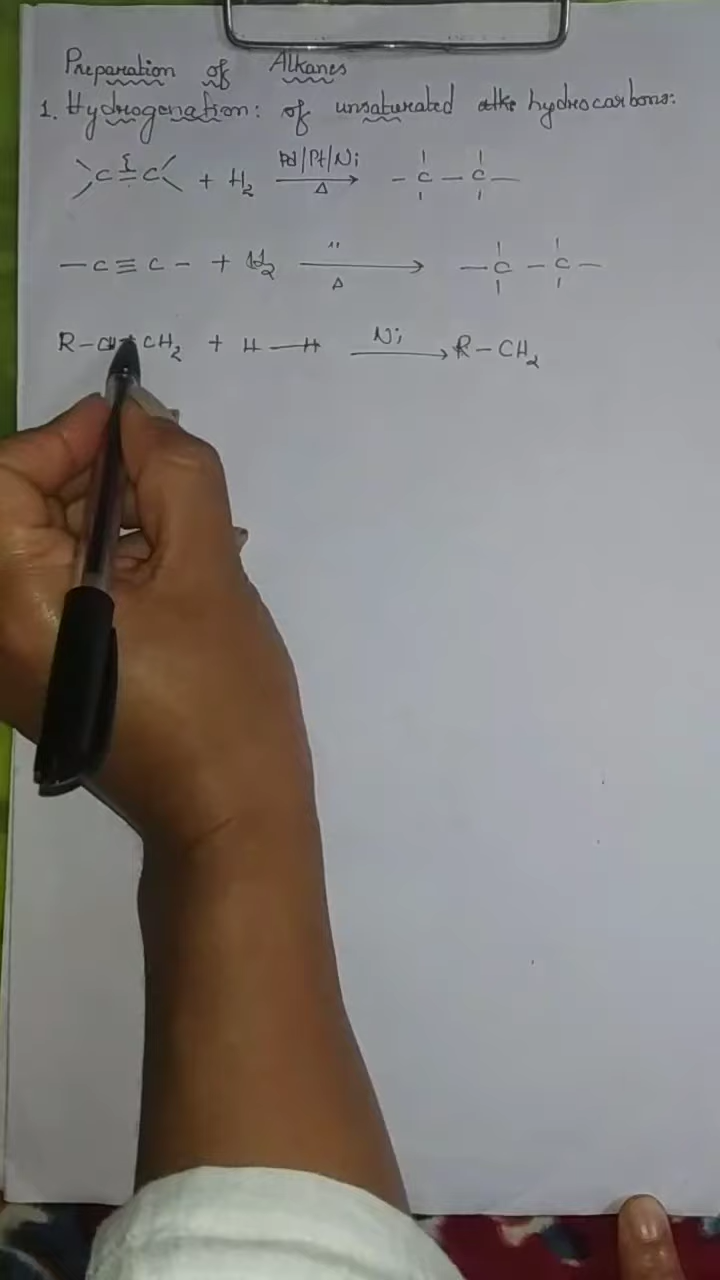 Preparation of Alkanes
1. Hydrogenation: of unsaturated hydrocarbons:
C = C + H2 Pd/Pt/Ni Δ - C - C -
- C ≡ C - + H2 " Δ - C - C -
R - CH CH2 + H - H Ni R - CH2